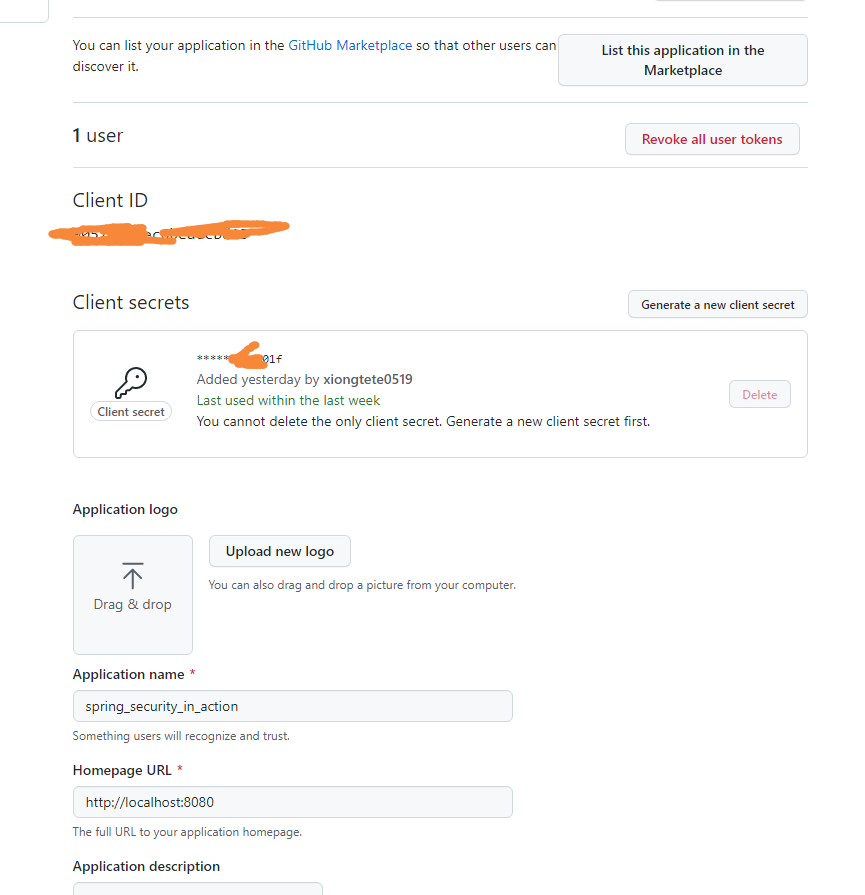 You can list your application in the GitHub Marketplace so that other users can
discover it.
List this application in the
Marketplace
1 user
Revoke all user tokens
Client ID
Client secrets
Generate a new client secret
Added yesterday by xiongtete0519
Last used within the last week
You cannot delete the only client secret. Generate a new client secret first.
Client secret
Delete
Application logo
Drag & drop
Upload new logo
You can also drag and drop a picture from your computer.
Application name *
spring_security_in_action
Something users will recognize and trust.
Homepage URL *
http://localhost:8080
The full URL to your application homepage.
Application description